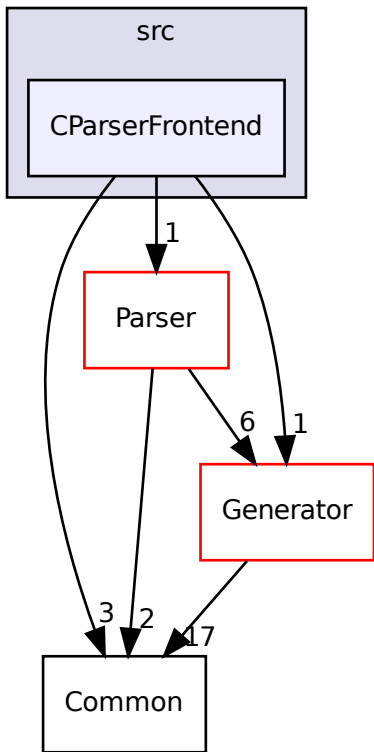 src
CParserFrontend
1
Parser
6
1
Generator
3
2
17
Common